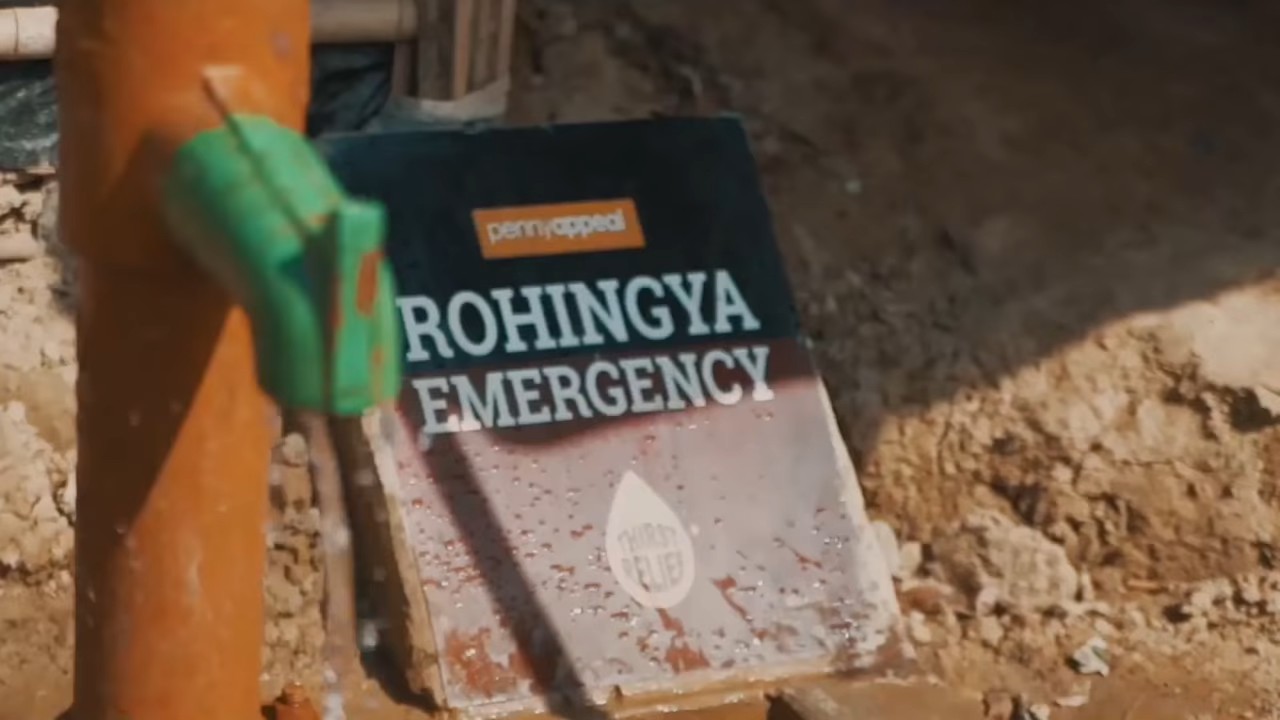 pennyappeal
ROHINGYA
EMERGENCY
THIRST
RELIEF